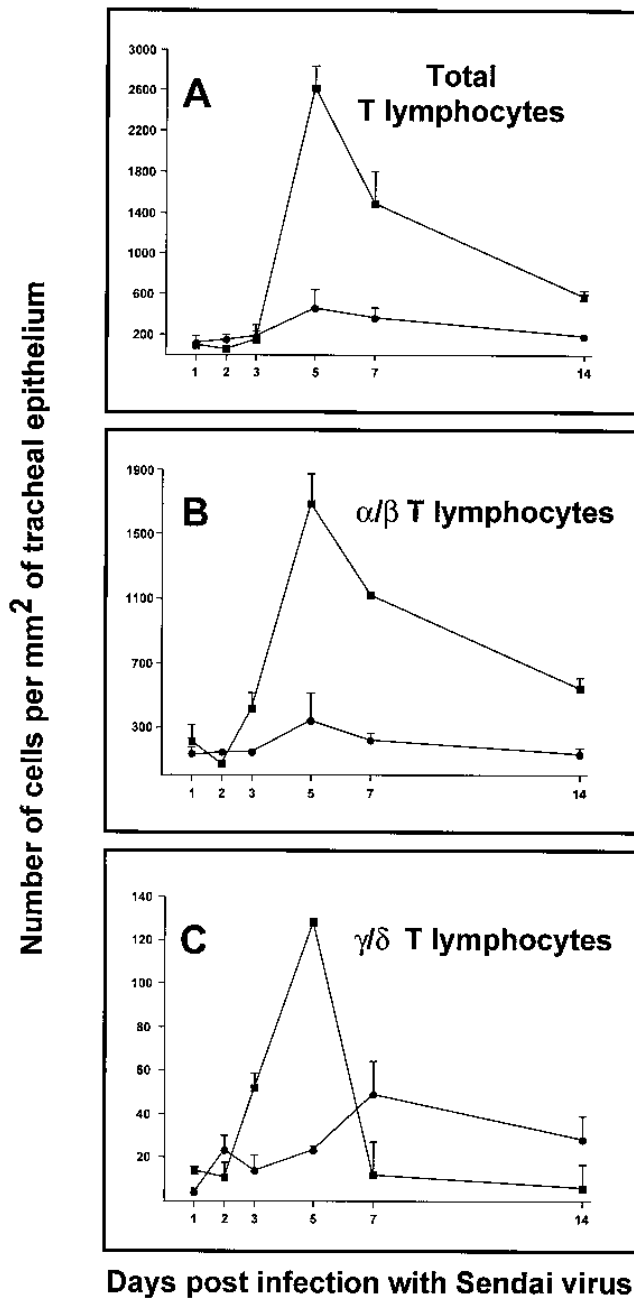 Number of cells per mm² of tracheal epithelium
A
Total
T lymphocytes
3000
2600
2200
1800
1400
1000
600
200
1 2 3 5 7 14
B
α/β T lymphocytes
1900
1500
1100
700
300
1 2 3 5 7 14
C
γ/δ T lymphocytes
140
120
100
80
60
40
20
1 2 3 5 7 14
Days post infection with Sendai virus